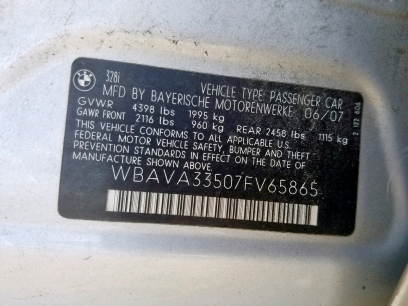 BMW
328i VEHICLE TYPE: PASSENGER CAR
MFD BY BAYERISCHE MOTORENWERKE 06/07
GVWR 4398 lbs 1995 kg
GAWR FRONT 2116 lbs 960 kg REAR 2458 lbs 1115 kg
THIS VEHICLE CONFORMS TO ALL APPLICABLE
FEDERAL MOTOR VEHICLE SAFETY,
BUMPER, AND THEFT
PREVENTION STANDARDS IN EFFECT ON THE
DATE OF MANUFACTURE SHOWN ABOVE.
WBAVA33507FV65865